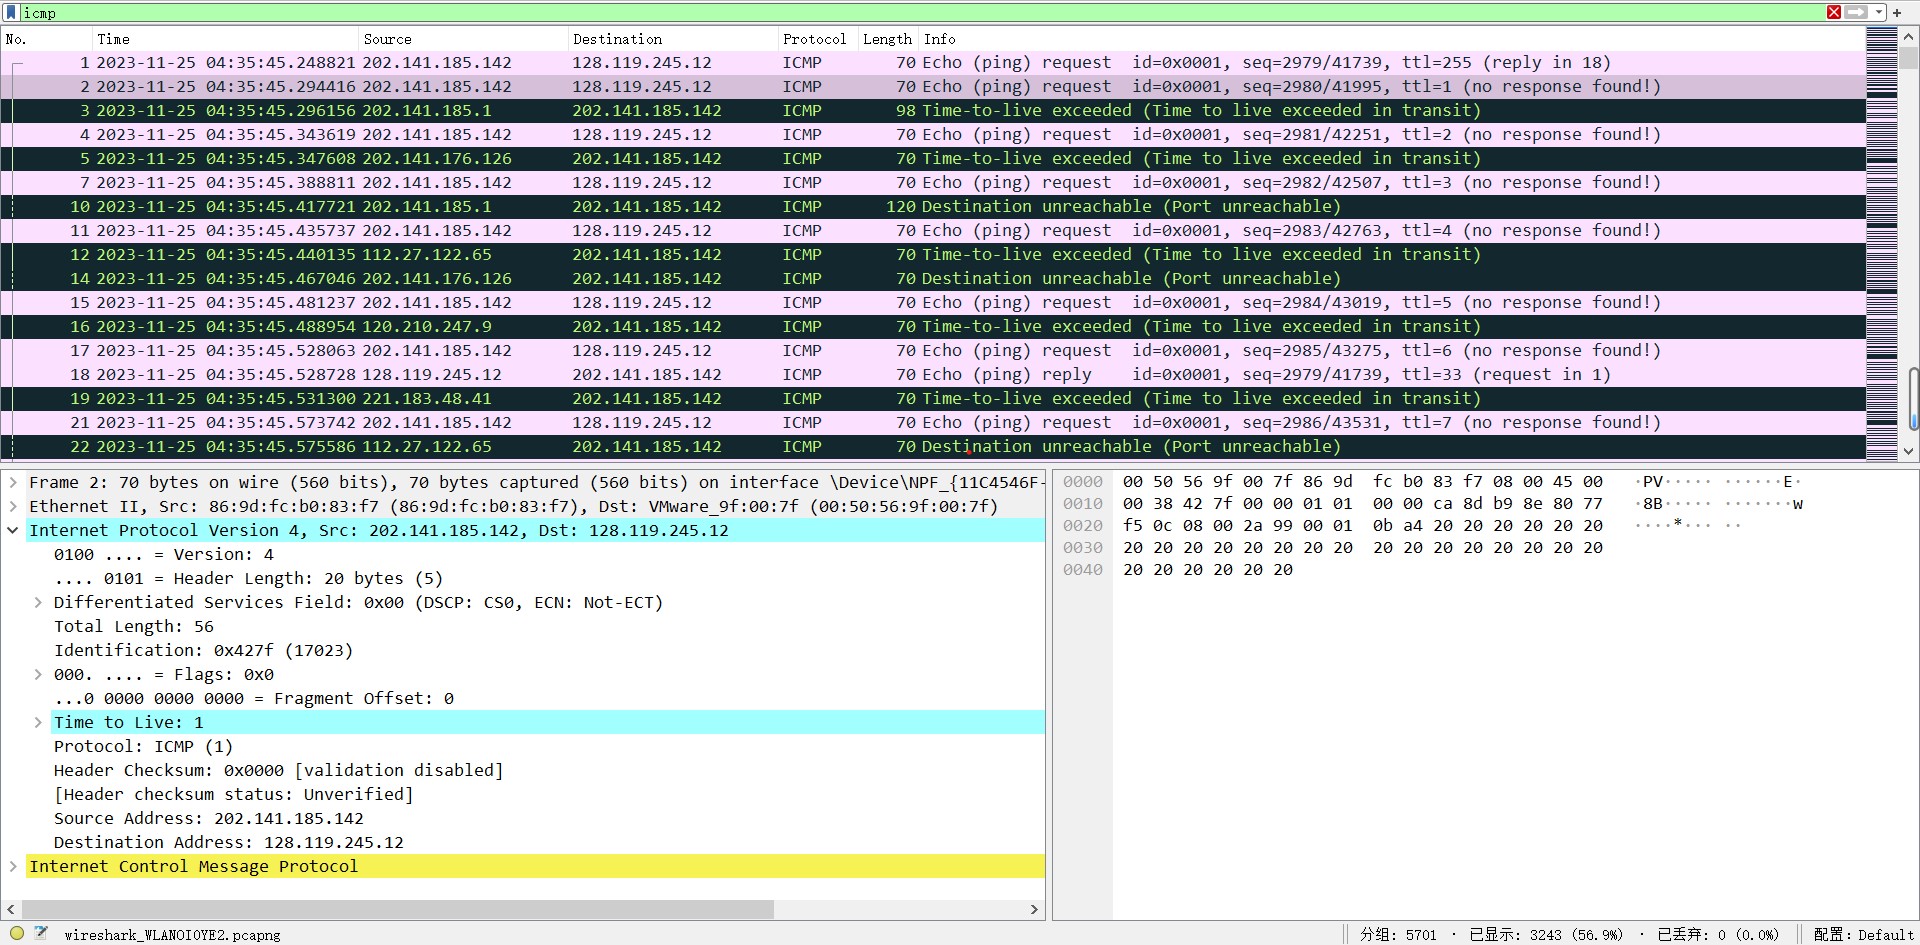 icmp
No. Time Source Destination Protocol Length Info
1 2023-11-25 04:35:45.248821 202.141.185.142 128.119.245.12 ICMP 70 Echo (ping) request id=0x0001, seq=2979/41739, ttl=255 (reply in 18)
2 2023-11-25 04:35:45.294416 202.141.185.142 128.119.245.12 ICMP 70 Echo (ping) request id=0x0001, seq=2980/41995, ttl=1 (no response found!)
3 2023-11-25 04:35:45.296156 202.141.185.1 202.141.185.142 ICMP 98 Time-to-live exceeded (Time to live exceeded in transit)
4 2023-11-25 04:35:45.343619 202.141.185.142 128.119.245.12 ICMP 70 Echo (ping) request id=0x0001, seq=2981/42251, ttl=2 (no response found!)
5 2023-11-25 04:35:45.347608 202.141.176.126 202.141.185.142 ICMP 70 Time-to-live exceeded (Time to live exceeded in transit)
7 2023-11-25 04:35:45.388811 202.141.185.142 128.119.245.12 ICMP 70 Echo (ping) request id=0x0001, seq=2982/42507, ttl=3 (no response found!)
10 2023-11-25 04:35:45.417721 202.141.185.1 202.141.185.142 ICMP 120 Destination unreachable (Port unreachable)
11 2023-11-25 04:35:45.435737 202.141.185.142 128.119.245.12 ICMP 70 Echo (ping) request id=0x0001, seq=2983/42763, ttl=4 (no response found!)
12 2023-11-25 04:35:45.440135 112.27.122.65 202.141.185.142 ICMP 70 Time-to-live exceeded (Time to live exceeded in transit)
14 2023-11-25 04:35:45.467046 202.141.176.126 202.141.185.142 ICMP 70 Destination unreachable (Port unreachable)
15 2023-11-25 04:35:45.481237 202.141.185.142 128.119.245.12 ICMP 70 Echo (ping) request id=0x0001, seq=2984/43019, ttl=5 (no response found!)
16 2023-11-25 04:35:45.488954 120.210.247.9 202.141.185.142 ICMP 70 Time-to-live exceeded (Time to live exceeded in transit)
17 2023-11-25 04:35:45.528063 202.141.185.142 128.119.245.12 ICMP 70 Echo (ping) request id=0x0001, seq=2985/43275, ttl=6 (no response found!)
18 2023-11-25 04:35:45.528728 128.119.245.12 202.141.185.142 ICMP 70 Echo (ping) reply id=0x0001, seq=2979/41739, ttl=33 (request in 1)
19 2023-11-25 04:35:45.531300 221.183.48.41 202.141.185.142 ICMP 70 Time-to-live exceeded (Time to live exceeded in transit)
21 2023-11-25 04:35:45.573742 202.141.185.142 128.119.245.12 ICMP 70 Echo (ping) request id=0x0001, seq=2986/43531, ttl=7 (no response found!)
22 2023-11-25 04:35:45.575586 112.27.122.65 202.141.185.142 ICMP 70 Destination unreachable (Port unreachable)
Frame 2: 70 bytes on wire (560 bits), 70 bytes captured (560 bits) on interface \Device\NPF_{11C4546F-
Ethernet II, Src: 86:9d:fc:b0:83:f7 (86:9d:fc:b0:83:f7), Dst: VMware_9f:00:7f (00:50:56:9f:00:7f)
Internet Protocol Version 4, Src: 202.141.185.142, Dst: 128.119.245.12
0100 .... = Version: 4
.... 0101 = Header Length: 20 bytes (5)
Differentiated Services Field: 0x00 (DSCP: CS0, ECN: Not-ECT)
Total Length: 56
Identification: 0x427f (17023)
000. .... = Flags: 0x0
...0 0000 0000 0000 = Fragment Offset: 0
Time to Live: 1
Protocol: ICMP (1)
Header Checksum: 0x0000 [validation disabled]
[Header checksum status: Unverified]
Source Address: 202.141.185.142
Destination Address: 128.119.245.12
Internet Control Message Protocol
0000 00 50 56 9f 00 7f 86 9d fc b0 83 f7 08 00 45 00 ·PV····· ······E·
0010 00 38 42 7f 00 00 01 01 00 00 ca 8d b9 8e 80 77 ·8B····· ·······w
0020 f5 0c 08 00 2a 99 00 01 0b a4 20 20 20 20 20 20 ····*··· ··
0030 20 20 20 20 20 20 20 20 20 20 20 20 20 20 20 20
0040 20 20 20 20 20 20
wireshark_WLANOI0YE2.pcapng
分组: 5701 · 已显示: 3243 (56.9%) · 已丢弃: 0 (0.0%)
配置: Default